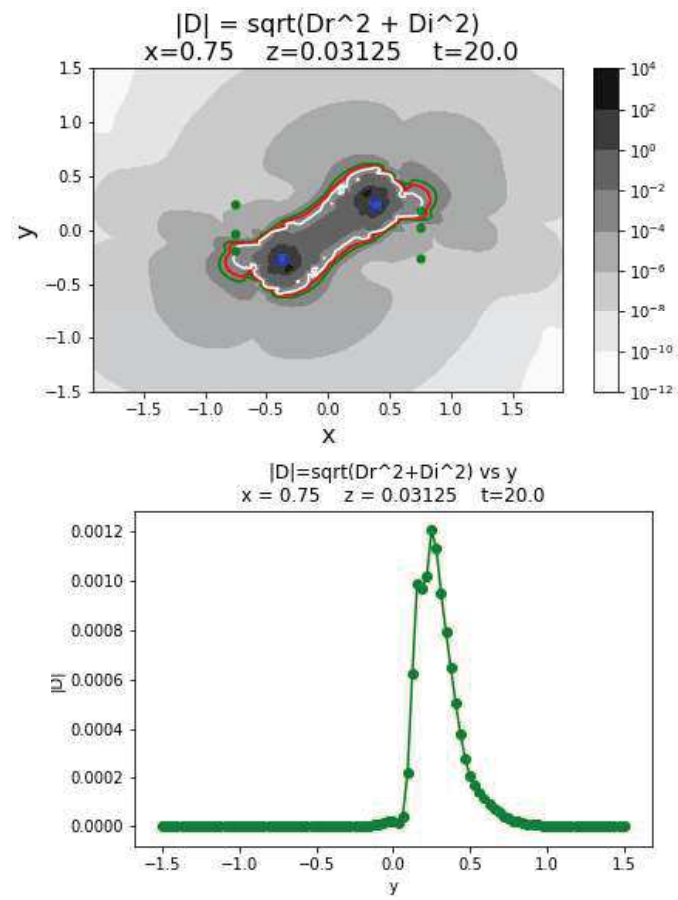 |D| = sqrt(Dr^2 + Di^2)
x=0.75 z=0.03125 t=20.0
1.5
1.0
0.5
0.0
−0.5
−1.0
−1.5
y
−1.5 −1.0 −0.5 0.0 0.5 1.0 1.5
x
10^4
10^2
10^0
10^−2
10^−4
10^−6
10^−8
10^−10
10^−12
|D|=sqrt(Dr^2+Di^2) vs y
x = 0.75 z = 0.03125 t=20.0
0.0012
0.0010
0.0008
0.0006
0.0004
0.0002
0.0000
|D|
−1.5 −1.0 −0.5 0.0 0.5 1.0 1.5
y